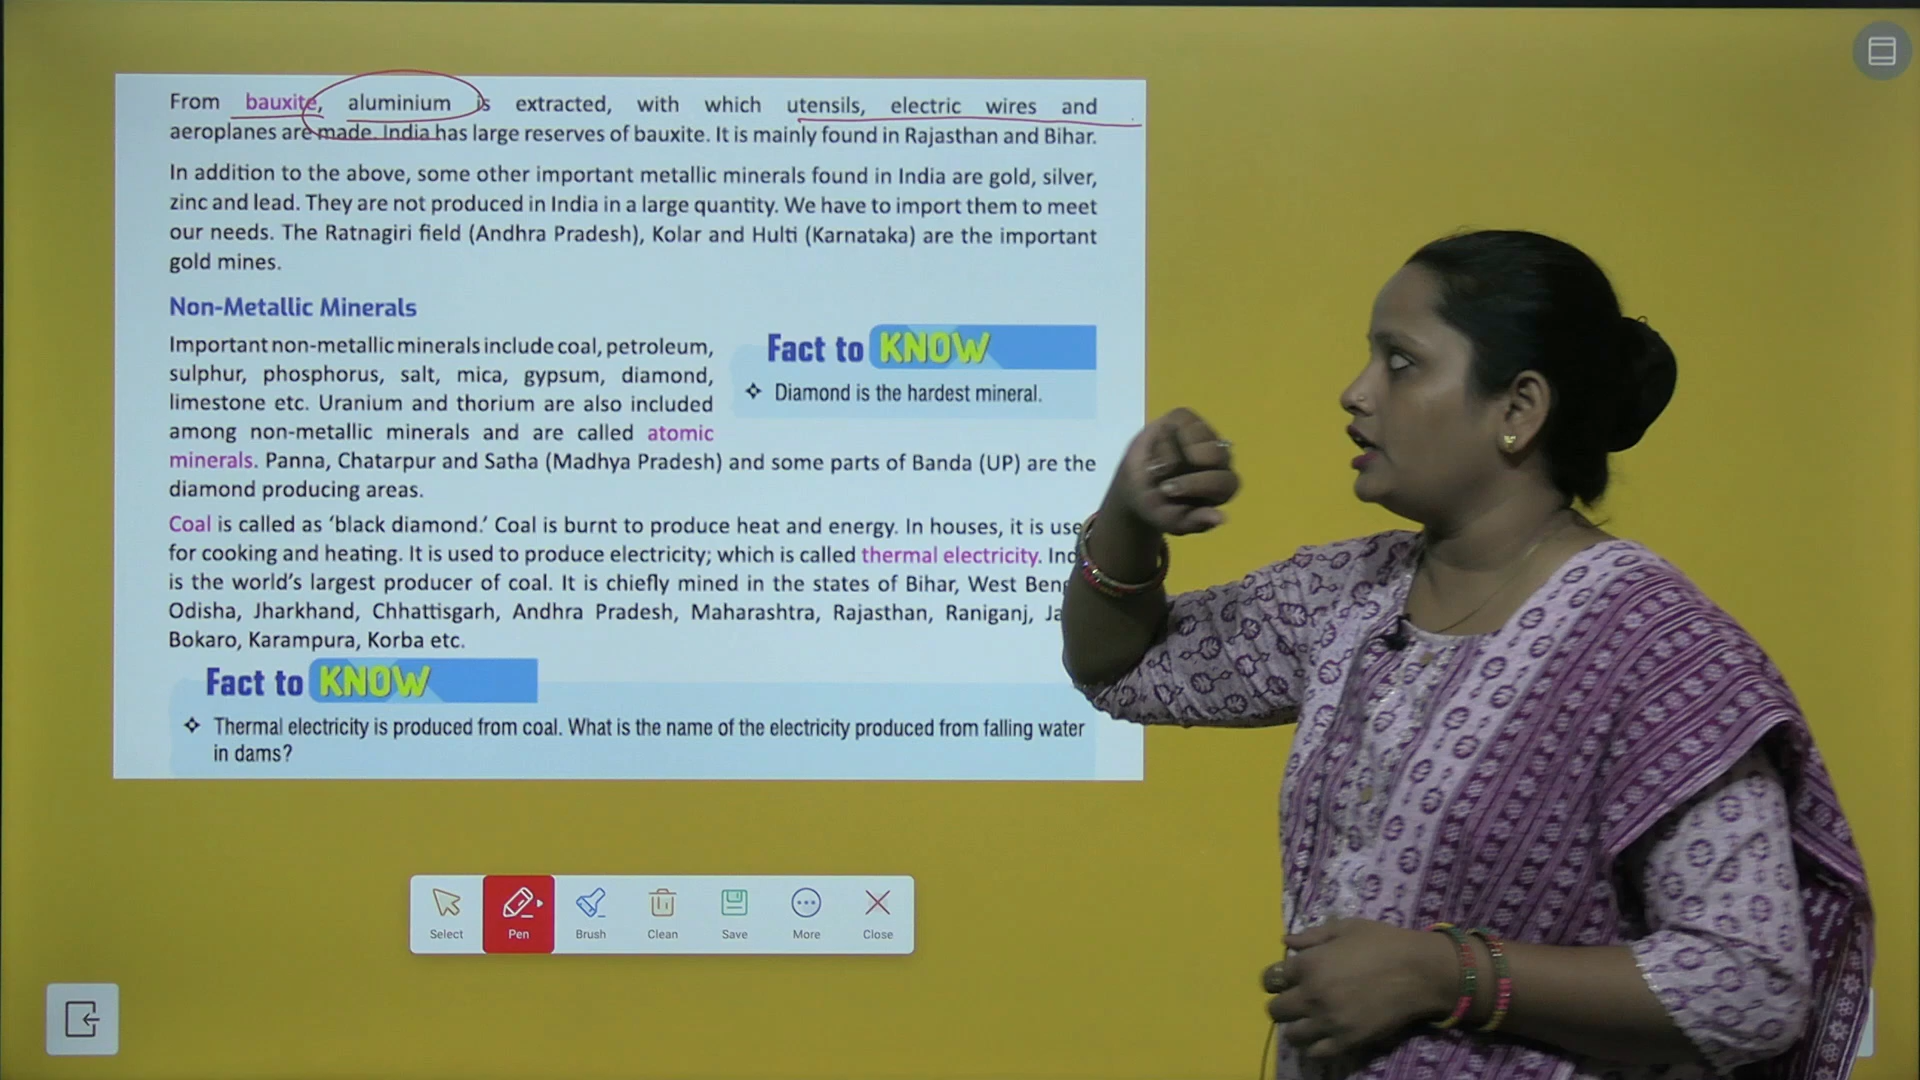 From bauxite, aluminium is extracted, with which utensils, electric wires and
aeroplanes are made. India has large reserves of bauxite. It is mainly found in Rajasthan and Bihar.
In addition to the above, some other important metallic minerals found in India are gold, silver,
zinc and lead. They are not produced in India in a large quantity. We have to import them to meet
our needs. The Ratnagiri field (Andhra Pradesh), Kolar and Hulti (Karnataka) are the important
gold mines.
Non-Metallic Minerals
Important non-metallic minerals include coal, petroleum,
sulphur, phosphorus, salt, mica, gypsum, diamond,
limestone etc. Uranium and thorium are also included
among non-metallic minerals and are called atomic
minerals. Panna, Chatarpur and Satha (Madhya Pradesh) and some parts of Banda (UP) are the
diamond producing areas.
Fact to KNOW
❖ Diamond is the hardest mineral.
Coal is called as ‘black diamond.’ Coal is burnt to produce heat and energy. In houses, it is use
for cooking and heating. It is used to produce electricity; which is called thermal electricity. Ind
is the world’s largest producer of coal. It is chiefly mined in the states of Bihar, West Beng
Odisha, Jharkhand, Chhattisgarh, Andhra Pradesh, Maharashtra, Rajasthan, Raniganj,
Bokaro, Karampura, Korba etc.
Fact to KNOW
❖ Thermal electricity is produced from coal. What is the name of the electricity produced from falling water
in dams?
Select Pen Brush Clean Save More Close